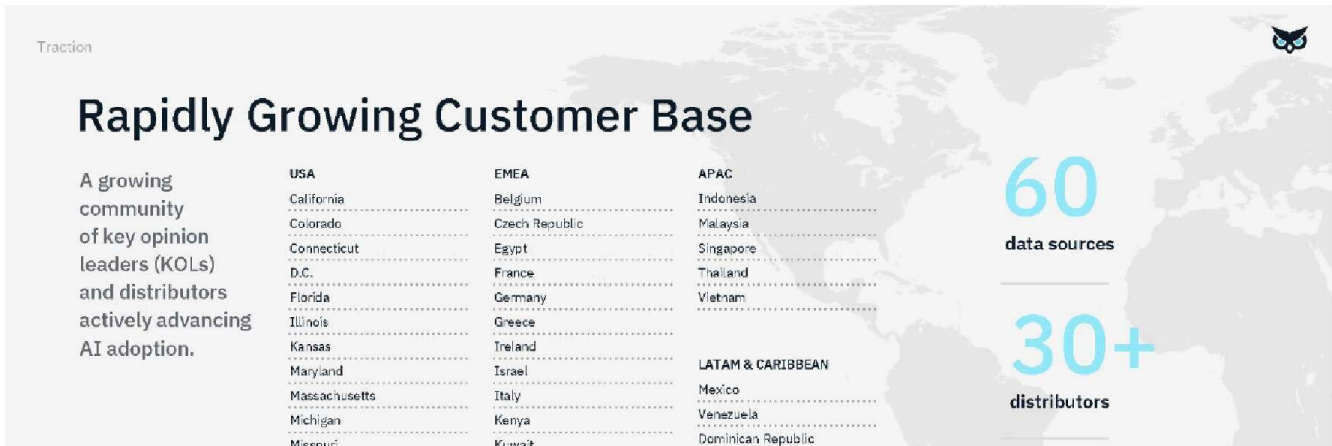 Traction
Rapidly Growing Customer Base
A growing
community
of key opinion
leaders (KOLs)
and distributors
actively advancing
AI adoption.
USA
California
Colorado
Connecticut
D.C.
Florida
Illinois
Kansas
Maryland
Massachusetts
Michigan
Missouri
EMEA
Belgium
Czech Republic
Egypt
France
Germany
Greece
Ireland
Israel
Italy
Kenya
Kuwait
APAC
Indonesia
Malaysia
Singapore
Thailand
Vietnam
LATAM & CARIBBEAN
Mexico
Venezuela
Dominican Republic
60
data sources
30+
distributors